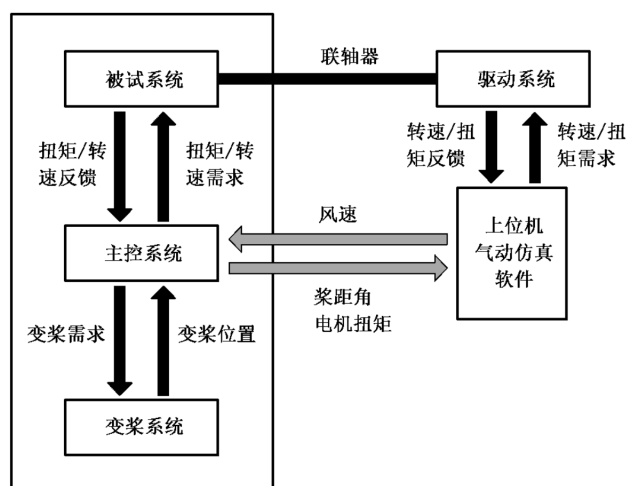 联轴器
被试系统
驱动系统
扭矩/转
速反馈
扭矩/转
速需求
转速/扭
矩反馈
转速/扭
矩需求
风速
主控系统
上位机
气动仿真
软件
桨距角
电机扭矩
变桨需求
变桨位置
变桨系统